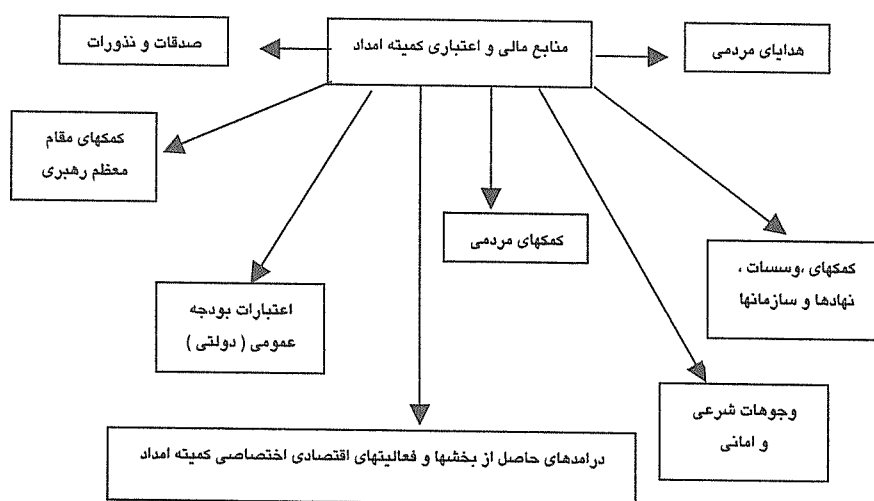 منابع مالی و اعتباری کمیته امداد
هدایای مردمی
صدقات و نذورات
کمکهای مقام
معظم رهبری
کمکهای مردمی
کمکهای ،وسسات ،
نهادها و سازمانها
اعتبارات بودجه
عمومی ( دولتی )
وجوهات شرعی
و امانی
درامدهای حاصل از بخشها و فعالیتهای اقتصادی اختصاصی کمیته امداد